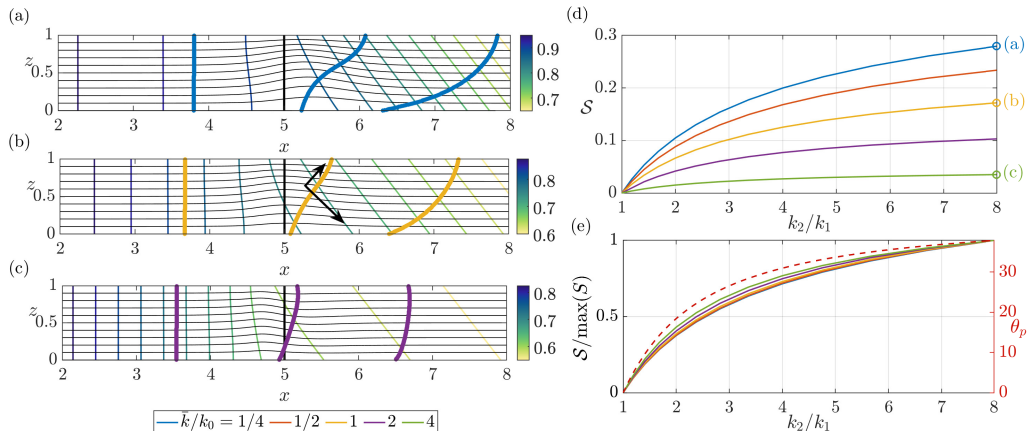 (a)
1
z
0.5
0
2 3 4 5 6 7 8
x
0.9
0.8
0.7
(b)
1
z
0.5
0
2 3 4 5 6 7 8
x
0.8
0.7
0.6
(c)
1
z
0.5
0
2 3 4 5 6 7 8
x
0.8
0.7
0.6
k̄/k₀ = 1/4 1/2 1 2 4
(d)
0.3
0.2
𝒮
0.1
0
(a)
(b)
(c)
1 2 3 4 5 6 7 8
k₂/k₁
(e)
1
0.5
0
𝒮/max(𝒮)
30
20
10
0
θₚ
1 2 3 4 5 6 7 8
k₂/k₁